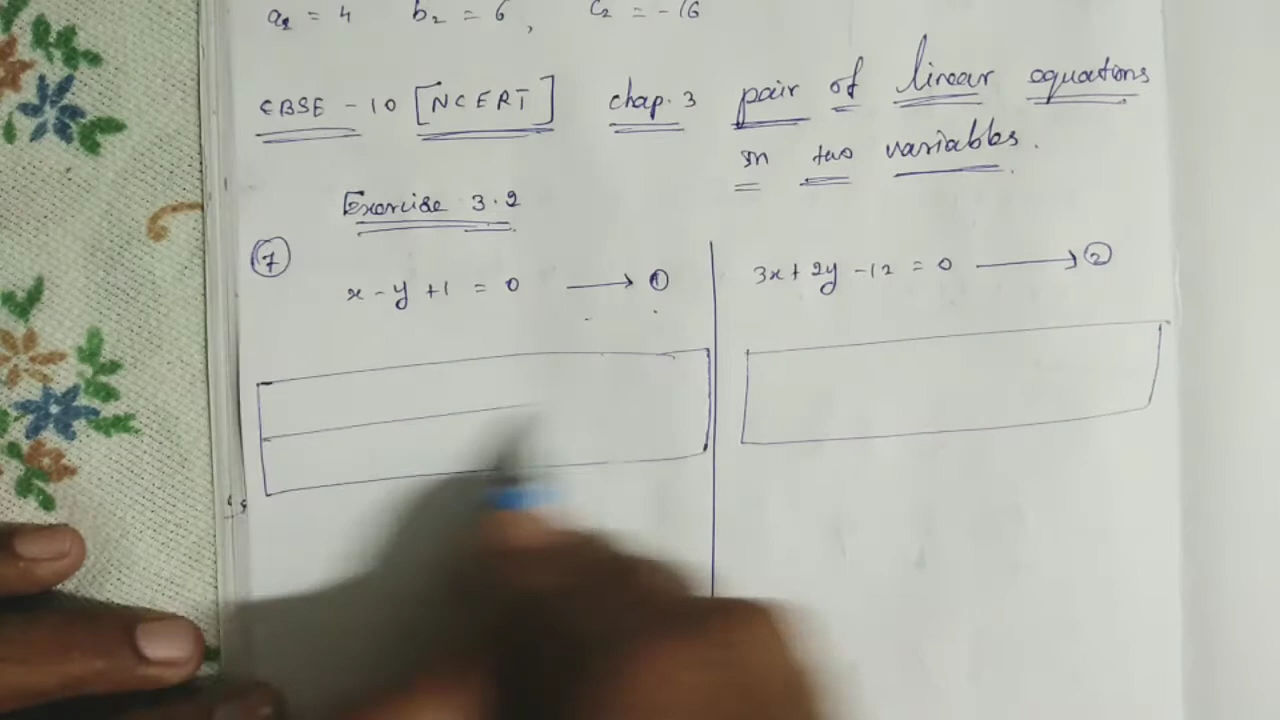 a₂ = 4 b₂ = 6, C₂ = -16
CBSE - 10 [NCERT] chap. 3 pair of linear equations
in two variables.
Exercise 3.2
7
x - y + 1 = 0 ⟶ 1
3x + 2y - 12 = 0 ⟶ 2